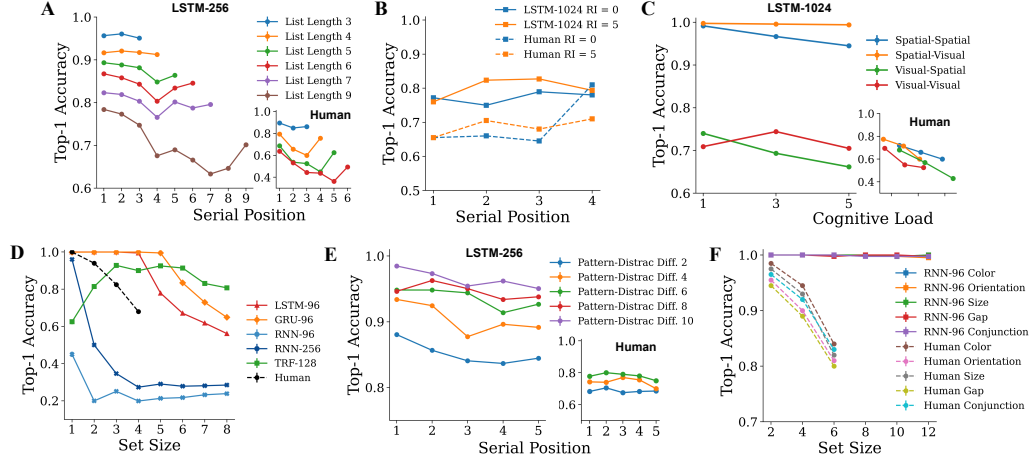 A
LSTM-256
Top-1 Accuracy
1.0
0.9
0.8
0.7
0.6
1 2 3 4 5 6 7 8 9
Serial Position
List Length 3
List Length 4
List Length 5
List Length 6
List Length 7
List Length 9
Human
1.0
0.8
0.6
0.4
1 2 3 4 5 6
B
Top-1 Accuracy
1.0
0.9
0.8
0.7
0.6
0.5
1 2 3 4
Serial Position
LSTM-1024 RI = 0
LSTM-1024 RI = 5
Human RI = 0
Human RI = 5
C
LSTM-1024
Top-1 Accuracy
1.0
0.9
0.8
0.7
0.6
1 3 5
Cognitive Load
Spatial-Spatial
Spatial-Visual
Visual-Spatial
Visual-Visual
Human
1.0
0.8
0.6
0.4
D
Top-1 Accuracy
1.0
0.8
0.6
0.4
0.2
1 2 3 4 5 6 7 8
Set Size
LSTM-96
GRU-96
RNN-96
RNN-256
TRF-128
Human
E
LSTM-256
Top-1 Accuracy
1.0
0.9
0.8
1 2 3 4 5
Serial Position
Pattern-Distrac Diff. 2
Pattern-Distrac Diff. 4
Pattern-Distrac Diff. 6
Pattern-Distrac Diff. 8
Pattern-Distrac Diff. 10
Human
1.0
0.8
0.6
1 2 3 4 5
F
Top-1 Accuracy
1.0
0.9
0.8
0.7
2 4 6 8 10 12
Set Size
RNN-96 Color
RNN-96 Orientation
RNN-96 Size
RNN-96 Gap
RNN-96 Conjunction
Human Color
Human Orientation
Human Size
Human Gap
Human Conjunction